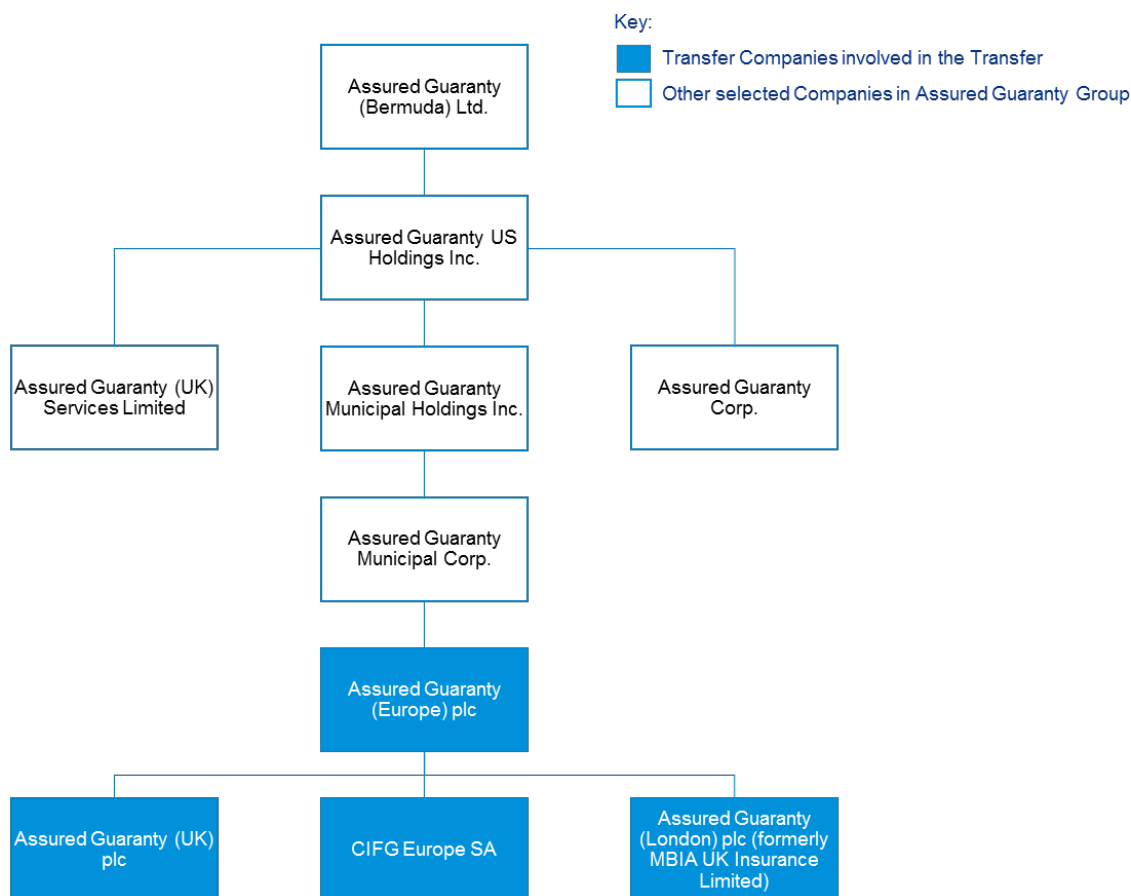 Key:
Transfer Companies involved in the Transfer
Other selected Companies in Assured Guaranty Group
Assured Guaranty
(Bermuda) Ltd.
Assured Guaranty US
Holdings Inc.
Assured Guaranty (UK)
Services Limited
Assured Guaranty
Municipal Holdings Inc.
Assured Guaranty
Corp.
Assured Guaranty
Municipal Corp.
Assured Guaranty
(Europe) plc
Assured Guaranty (UK)
plc
CIFG Europe SA
Assured Guaranty
(London) plc (formerly
MBIA UK Insurance
Limited)